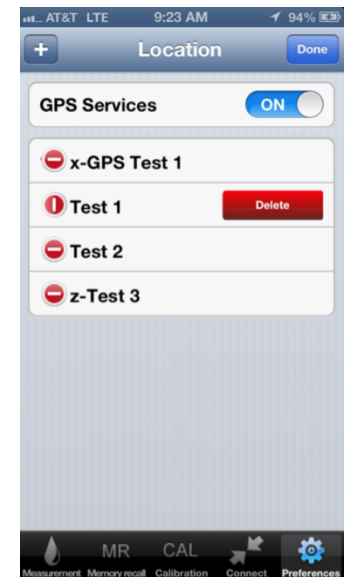 AT&T LTE 9:23 AM 94%
+ Location Done
GPS Services ON
x-GPS Test 1
Test 1 Delete
Test 2
z-Test 3
MR CAL
Measurement Memory recall Calibration Connect Preferences